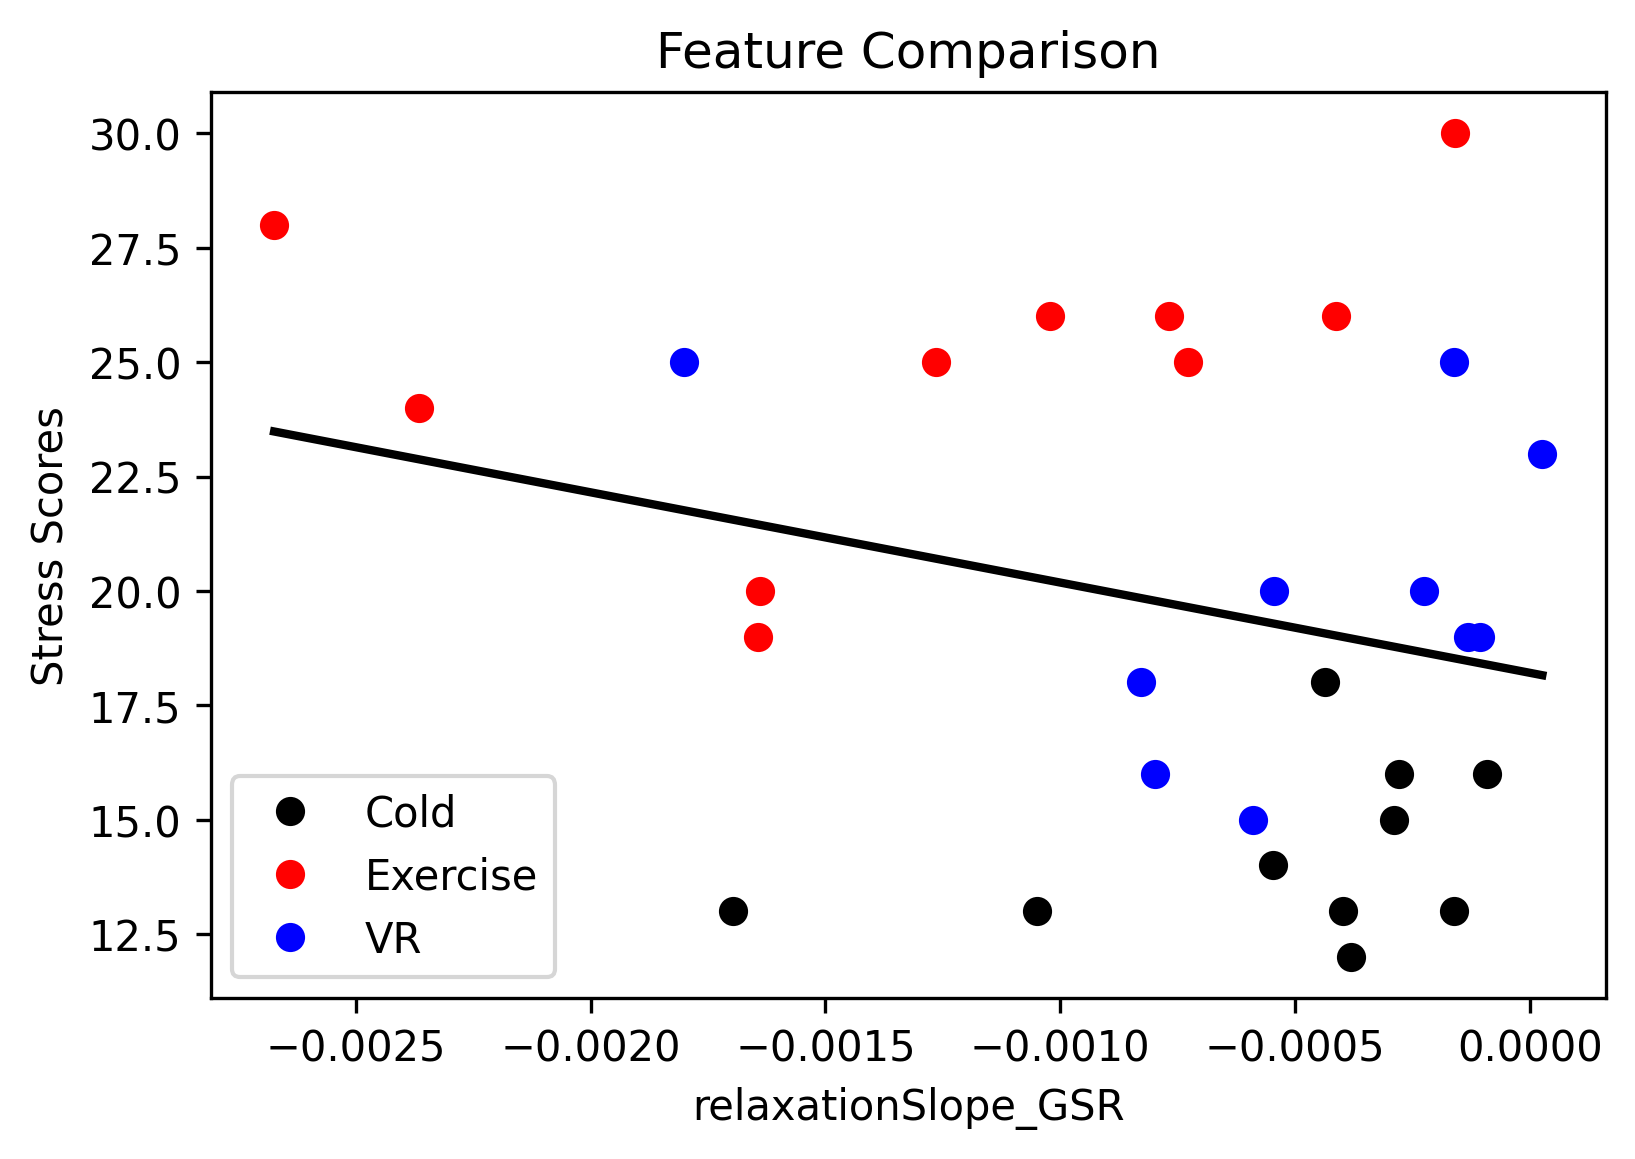 Feature Comparison
30.0
27.5
25.0
22.5
20.0
17.5
15.0
12.5
Stress Scores
Cold
Exercise
VR
−0.0025 −0.0020 −0.0015 −0.0010 −0.0005 0.0000
relaxationSlope_GSR